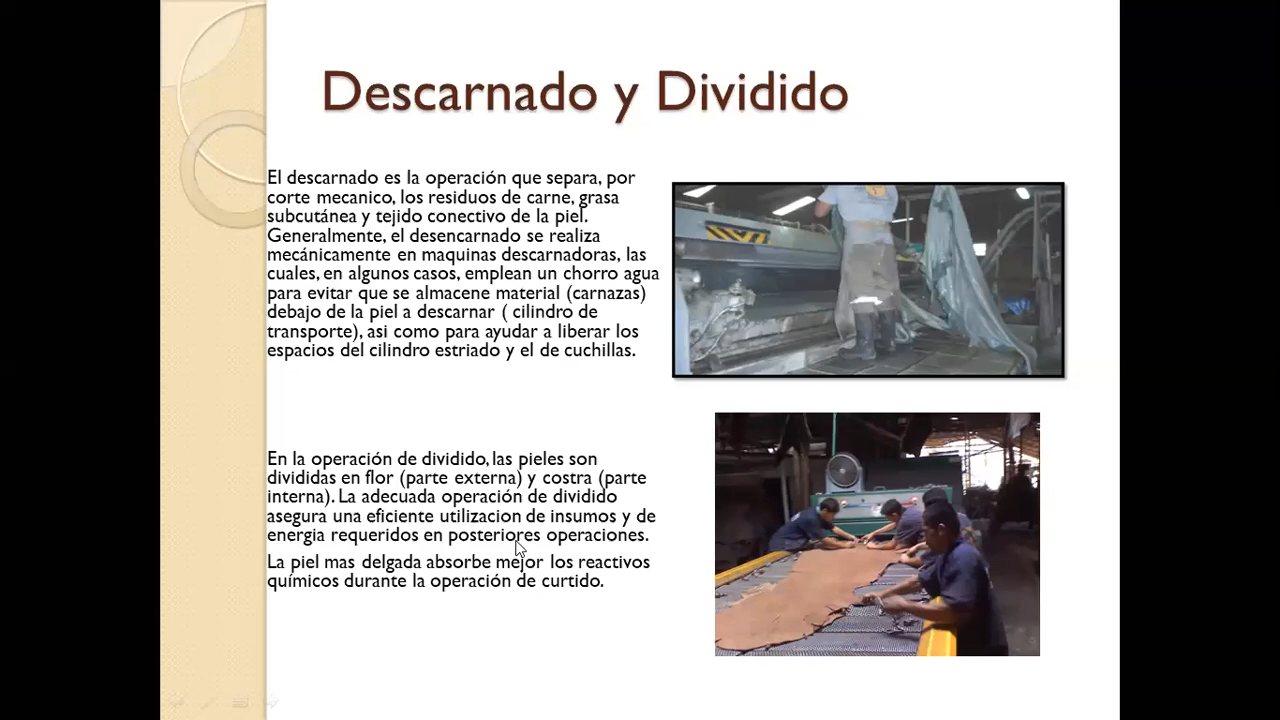 Descarnado y Dividido
El descarnado es la operación que separa, por
corte mecanico, los residuos de carne, grasa
subcutánea y tejido conectivo de la piel.
Generalmente, el desencarnado se realiza
mecánicamente en maquinas descarnadoras, las
cuales, en algunos casos, emplean un chorro agua
para evitar que se almacene material (carnazas)
debajo de la piel a descarnar ( cilindro de
transporte), asi como para ayudar a liberar los
espacios del cilindro estriado y el de cuchillas.
En la operación de dividido, las pieles son
divididas en flor (parte externa) y costra (parte
interna). La adecuada operación de dividido
asegura una eficiente utilizacion de insumos y de
energia requeridos en posteriores operaciones.
La piel mas delgada absorbe mejor los reactivos
químicos durante la operación de curtido.